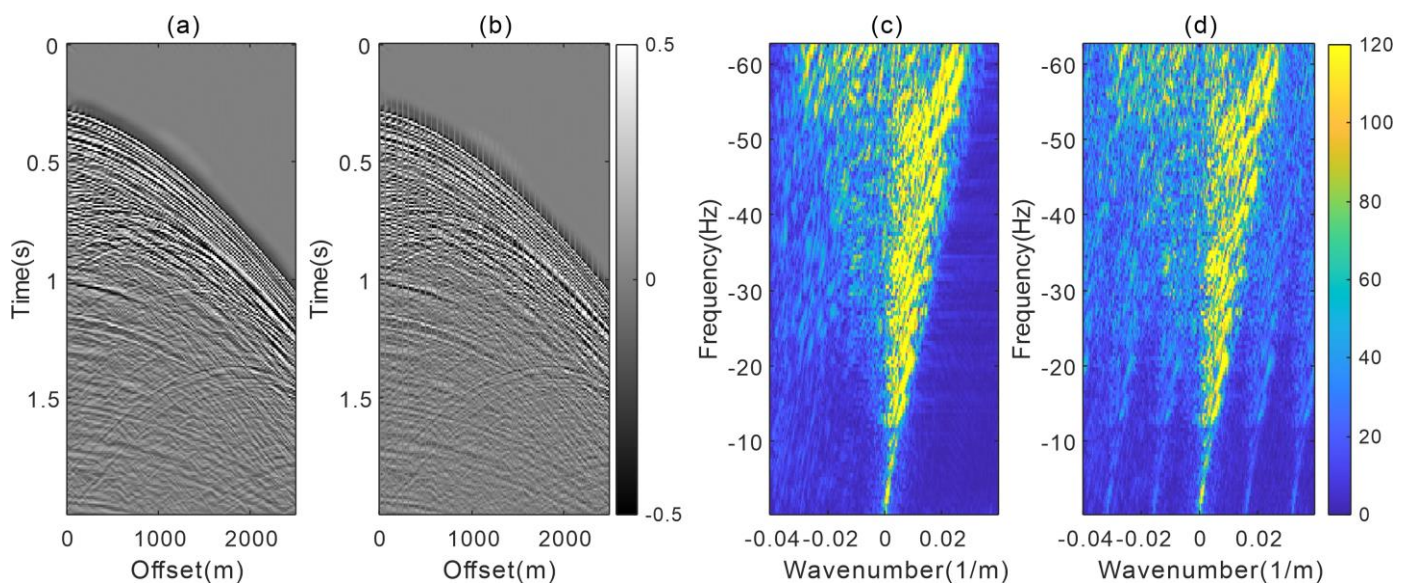 (a) (b) (c) (d)
0 0 0.5 -60 -60 120
100
0.5 0.5 -50 -50
80
Time(s) Time(s) 0 Frequency(Hz) Frequency(Hz) -40 -40
1 1 60
-30 -30
40
-20 -20
1.5 1.5
20
-10 -10
-0.5 0
0 1000 2000 0 1000 2000 -0.04 -0.02 0 0.02 -0.04 -0.02 0 0.02
Offset(m) Offset(m) Wavenumber(1/m) Wavenumber(1/m)